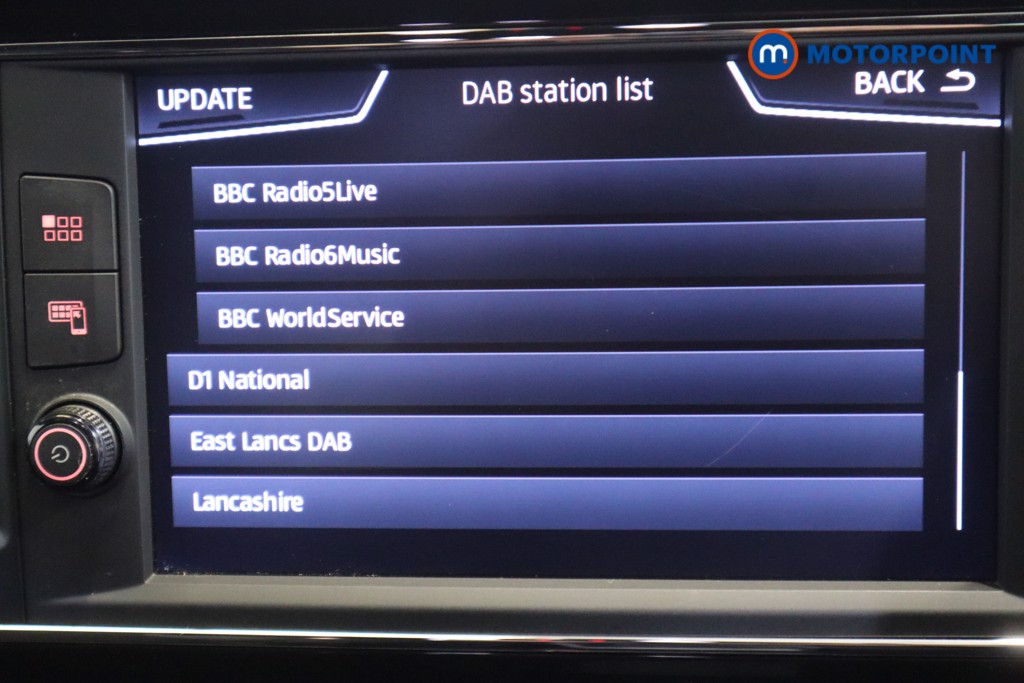 MOTORPOINT
UPDATE
DAB station list
BACK
BBC Radio5Live
BBC Radio6Music
BBC WorldService
D1 National
East Lancs DAB
Lancashire